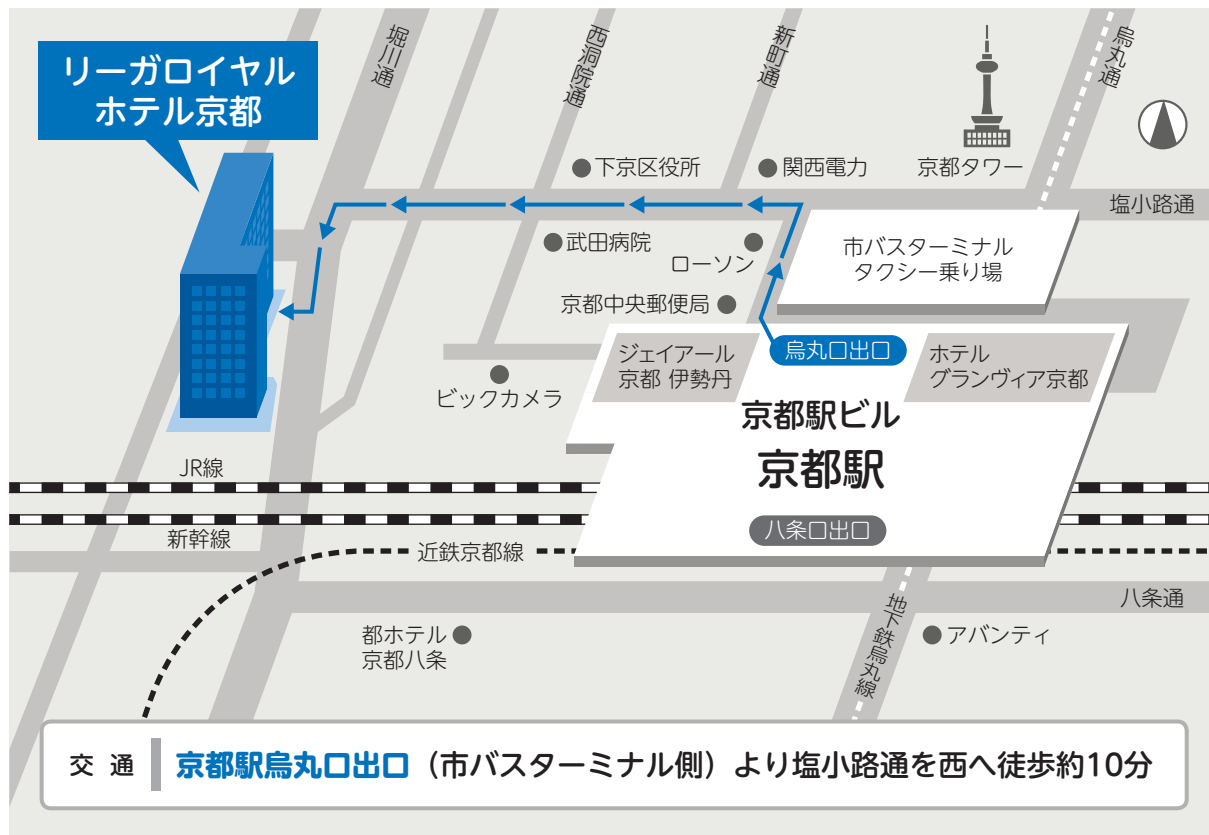 リーガロイヤル
ホテル京都
堀川通
西洞院通
新町通
烏丸通
京都タワー
下京区役所
関西電力
塩小路通
武田病院
ローソン
市バスターミナル
タクシー乗り場
京都中央郵便局
ジェイアール
京都 伊勢丹
烏丸口出口
ホテル
グランヴィア京都
ビックカメラ
京都駅ビル
京都駅
JR線
八条口出口
新幹線
近鉄京都線
八条通
地下鉄烏丸線
都ホテル
京都八条
アバンティ
交 通 京都駅烏丸口出口（市バスターミナル側）より塩小路通を西へ徒歩約10分